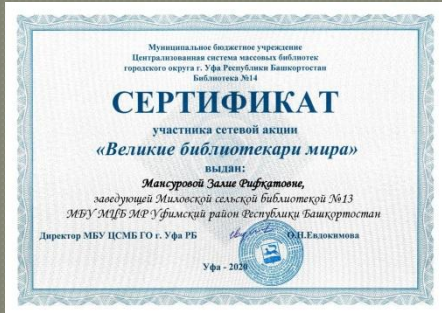 Муниципальное бюджетное учреждение
Централизованная система массовых библиотек
городского округа г. Уфа Республики Башкортостан
Библиотека №14
СЕРТИФИКАТ
участника сетевой акции
«Великие библиотекари мира»
выдан:
Мансуровой Залие Рифкатовне,
заведующей Миловской сельской библиотекой №13
МБУ МЦБ МР Уфимский район Республики Башкортостан
Директор МБУ ЦСМБ ГО г. Уфа РБ О.Н.Евдокимова
Уфа - 2020